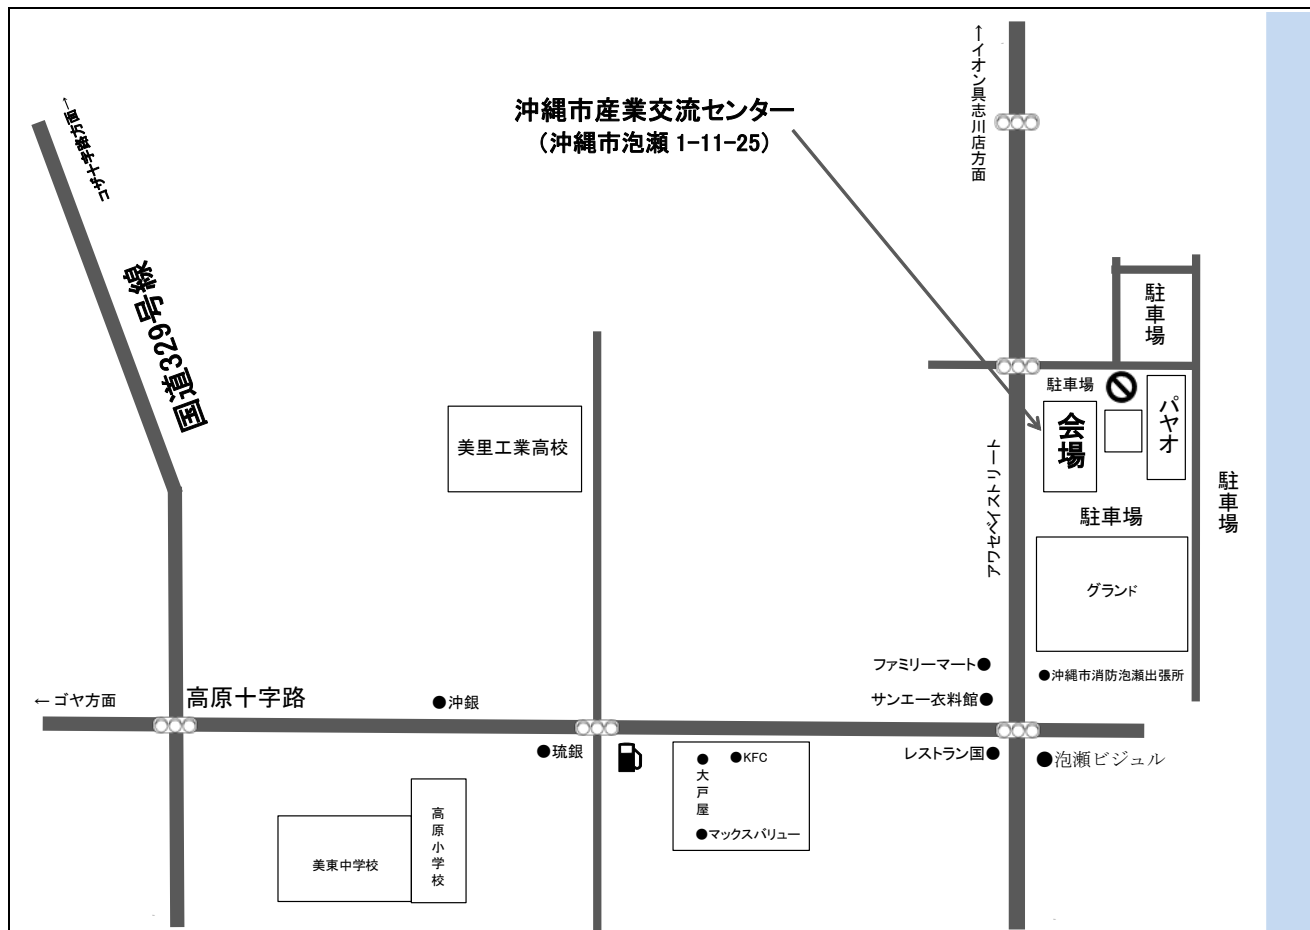 沖縄市産業交流センター
(沖縄市泡瀬 1-11-25)
←イオン具志川店方面
コザ十字路方面→
国道329号線
駐車場
駐車場
会場
パヤオ
美里工業高校
アワセベイストリート
駐車場
駐車場
グランド
ファミリーマート●
●沖縄市消防泡瀬出張所
サンエー衣料館●
←ゴヤ方面
高原十字路
●沖銀
●琉銀
●大戸屋
●KFC
レストラン国●
●泡瀬ビジュル
●マックスバリュー
高原小学校
美東中学校